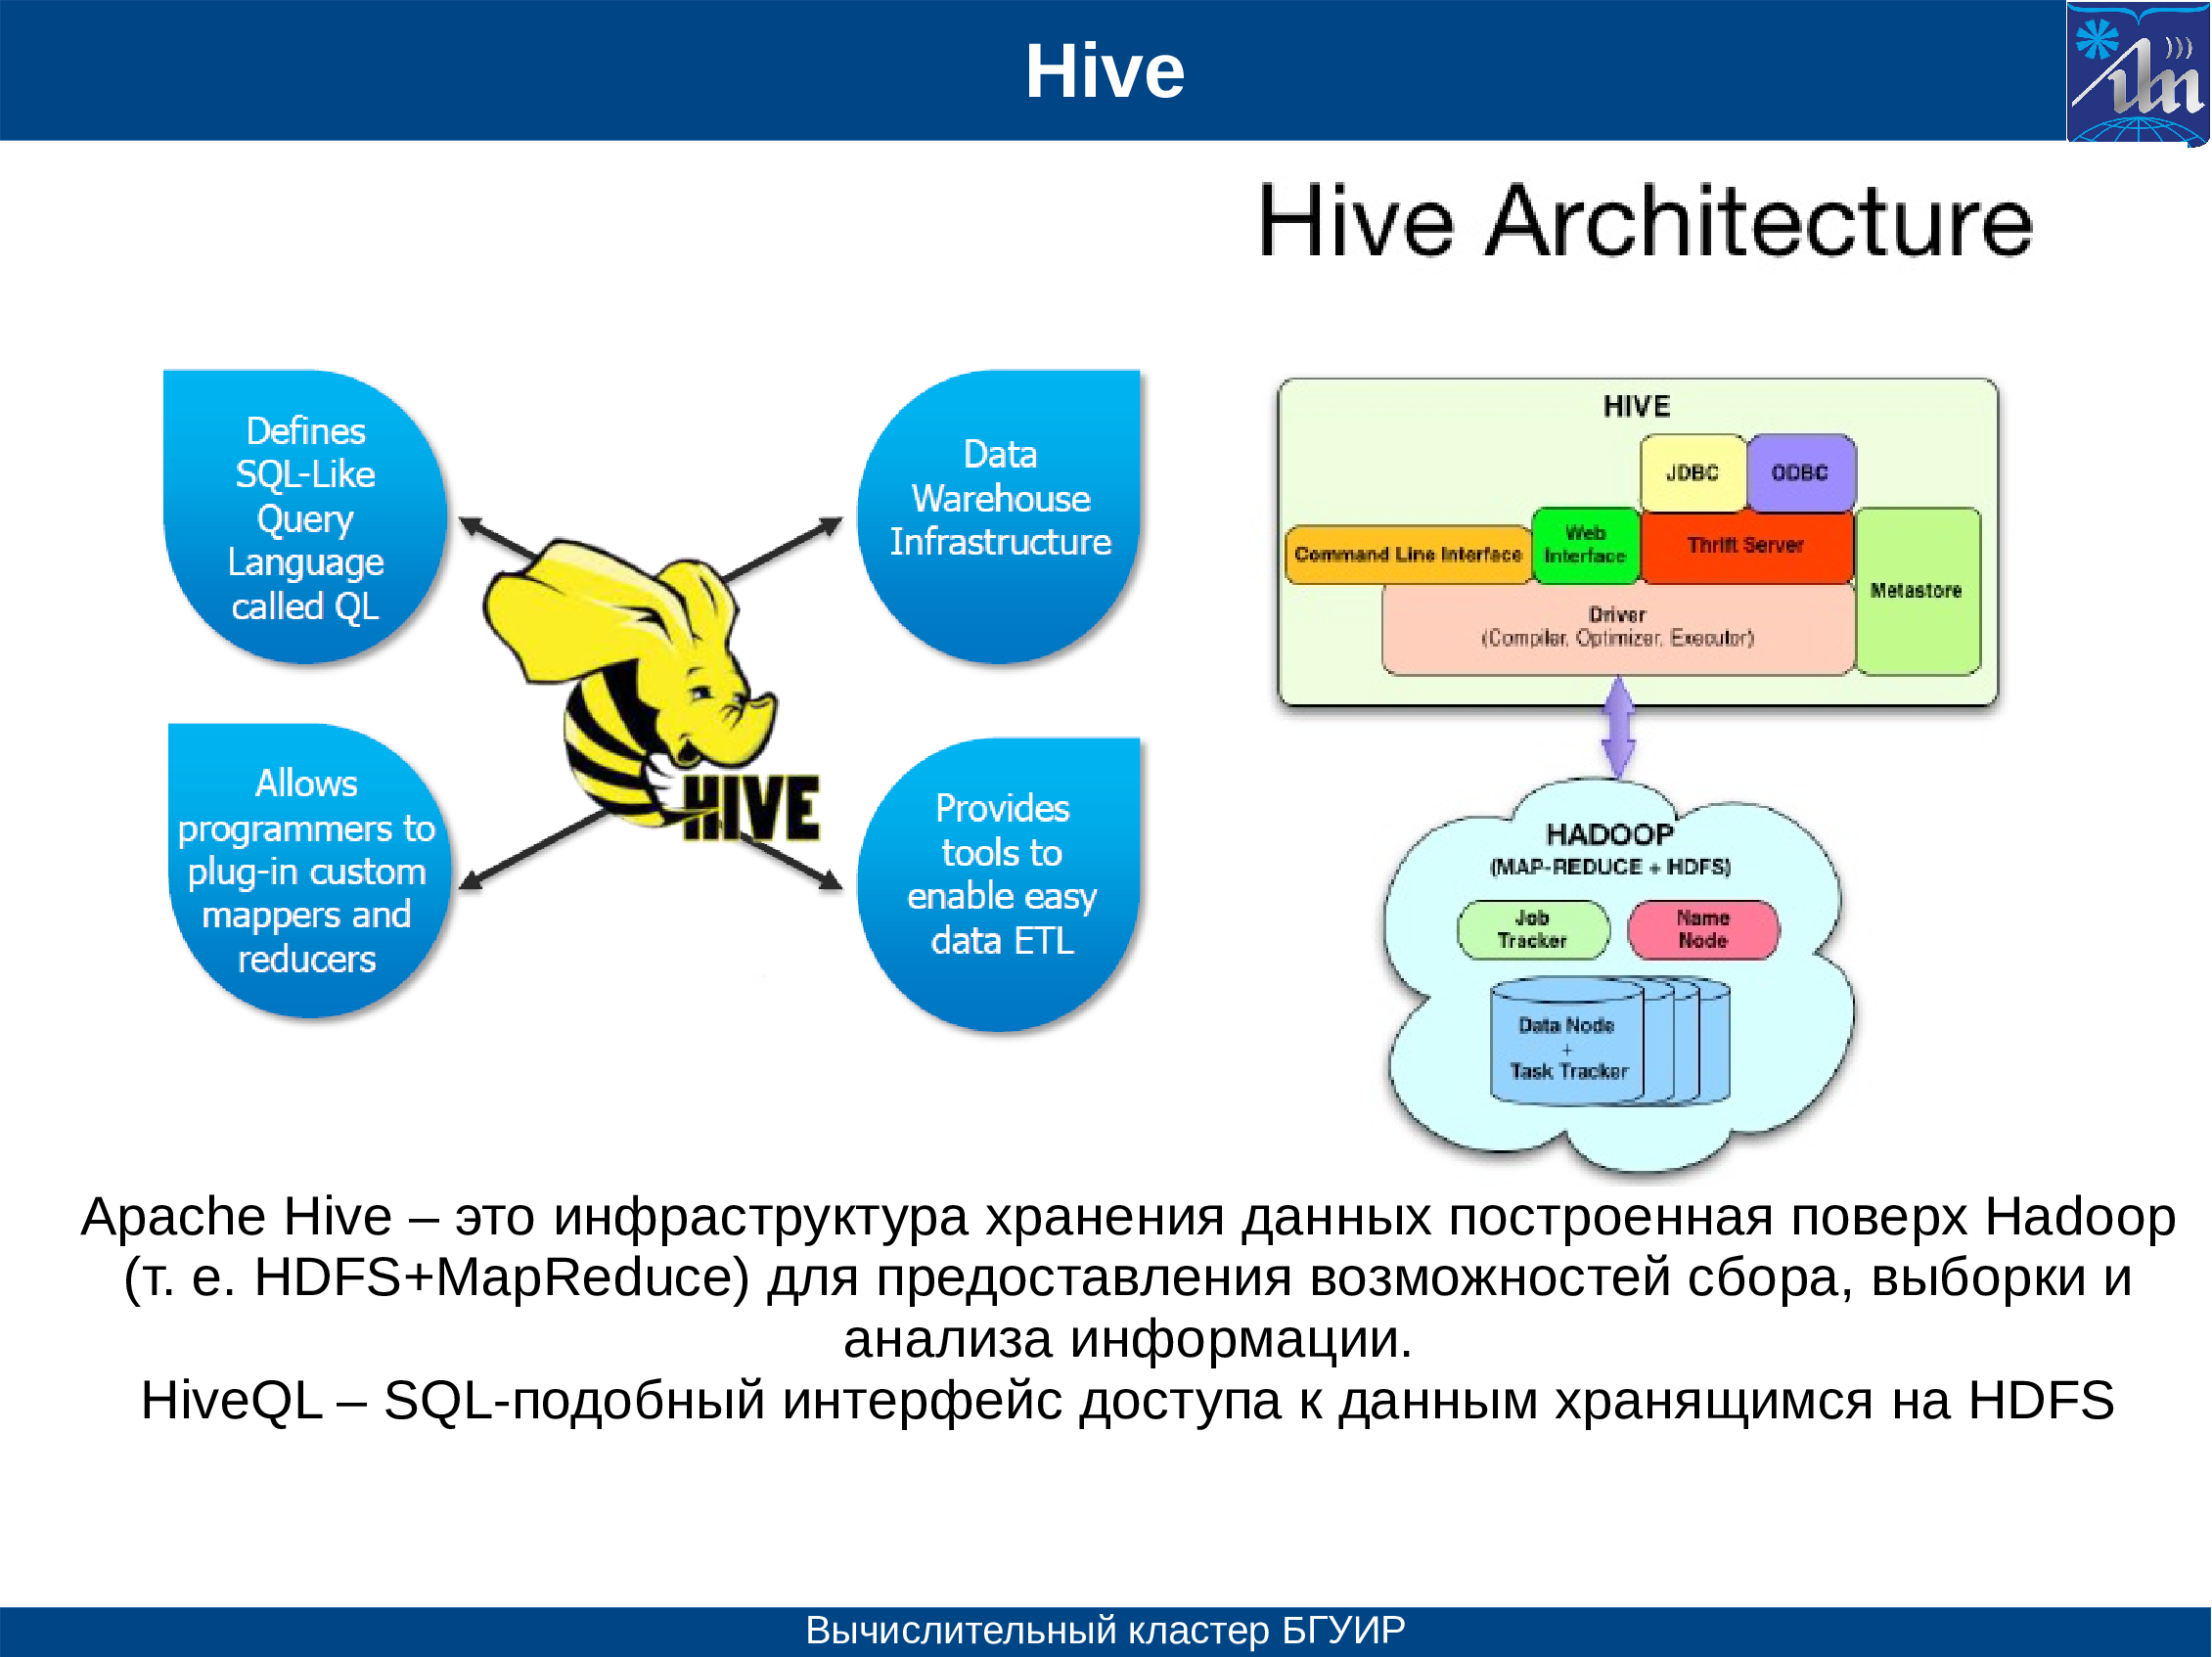 Hive
Hive Architecture
Defines
SQL-Like
Query
Language
called QL
Data
Warehouse
Infrastructure
Allows
programmers to
plug-in custom
mappers and
reducers
Provides
tools to
enable easy
data ETL
HIVE
HIVE
JDBC
ODBC
Command Line Interface
Web
Interface
Thrift Server
Metastore
Driver
(Compiler, Optimizer, Executor)
HADOOP
(MAP-REDUCE + HDFS)
Job
Tracker
Name
Node
Data Node
+
Task Tracker
Apache Hive – это инфраструктура хранения данных построенная поверх Hadoop
(т. е. HDFS+MapReduce) для предоставления возможностей сбора, выборки и
анализа информации.
HiveQL – SQL-подобный интерфейс доступа к данным хранящимся на HDFS
Вычислительный кластер БГУИР